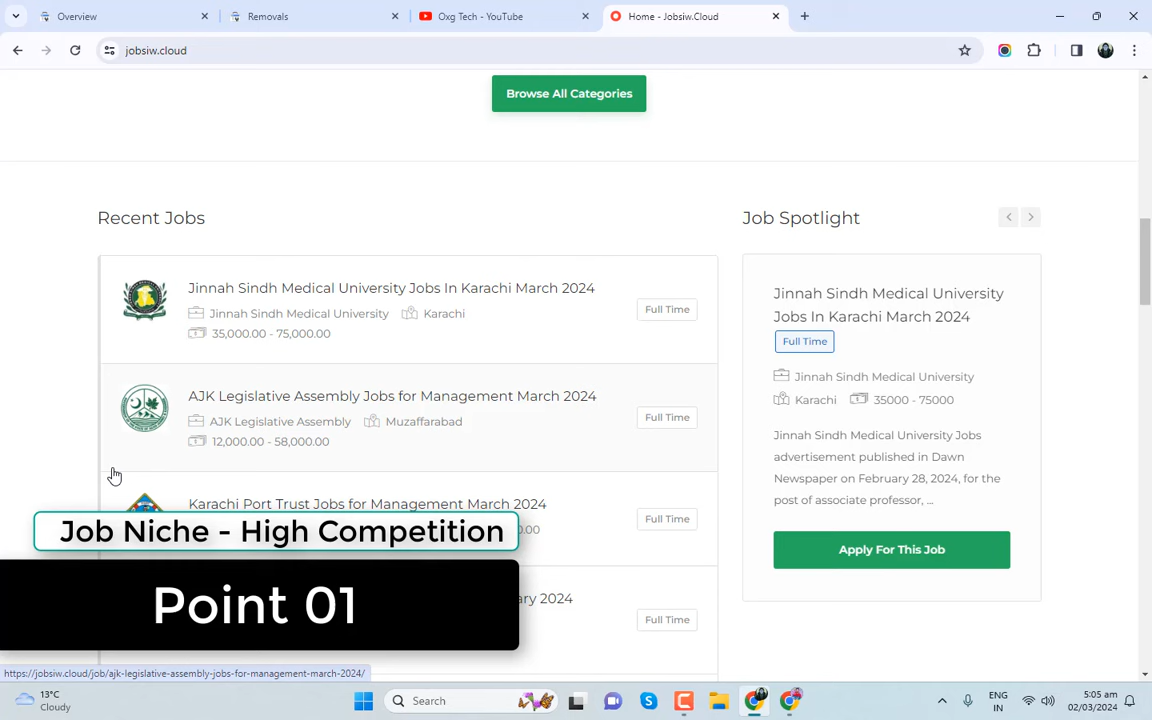 Overview
Removals
Oxg Tech - YouTube
Home - Jobsiw.Cloud
jobsiw.cloud
Browse All Categories
Recent Jobs
Job Spotlight
Jinnah Sindh Medical University Jobs In Karachi March 2024
Jinnah Sindh Medical University Karachi
35,000.00 - 75,000.00
Full Time
AJK Legislative Assembly Jobs for Management March 2024
AJK Legislative Assembly Muzaffarabad
12,000.00 - 58,000.00
Full Time
Karachi Port Trust Jobs for Management March 2024
Full Time
2024
Full Time
Jinnah Sindh Medical University
Jobs In Karachi March 2024
Full Time
Jinnah Sindh Medical University
Karachi 35000 - 75000
Jinnah Sindh Medical University Jobs
advertisement published in Dawn
Newspaper on February 28, 2024, for the
post of associate professor, ...
Apply For This Job
Job Niche - High Competition
Point 01
https://jobsiw.cloud/job/ajk-legislative-assembly-jobs-for-management-march-2024/
13°C
Cloudy
Search
ENG
IN
5:05 am
02/03/2024